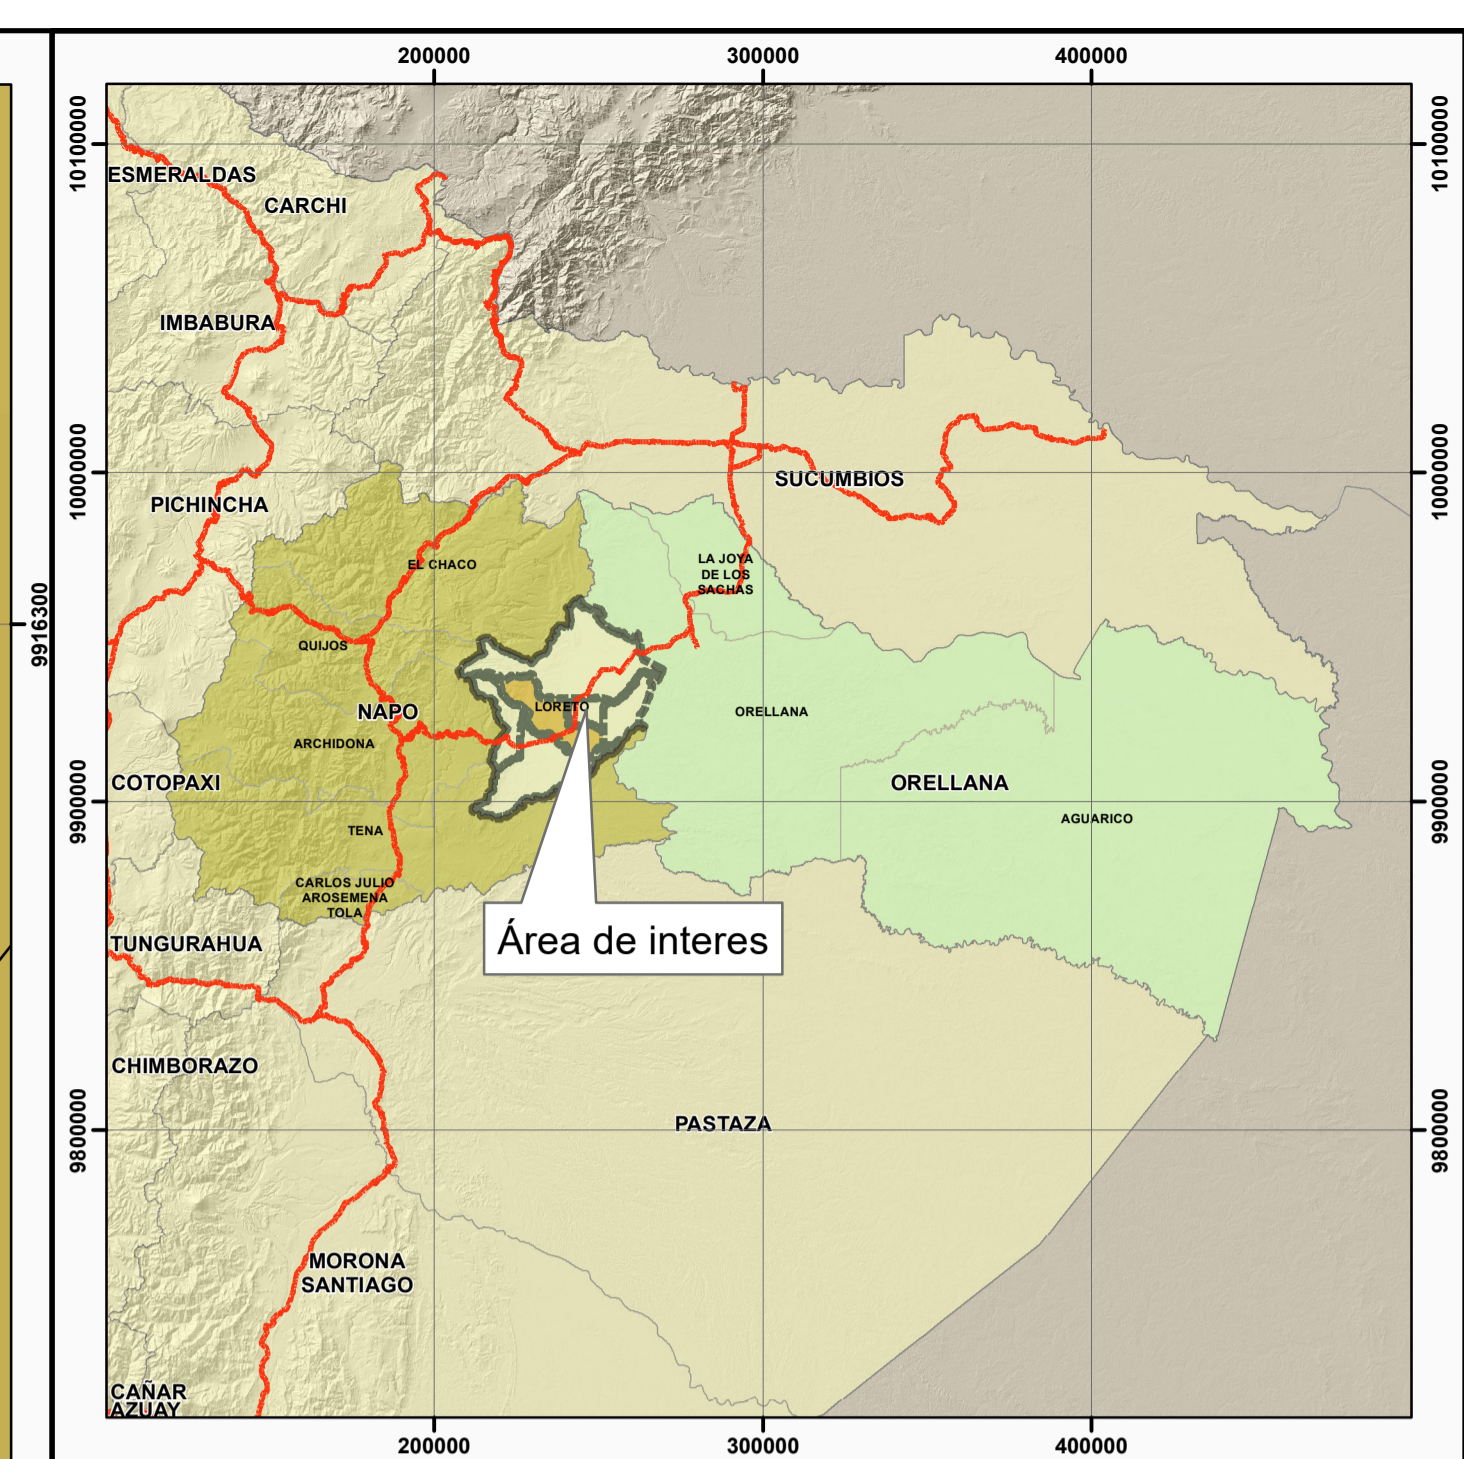 200000
300000
400000
10100000
10100000
ESMERALDAS
CARCHI
IMBABURA
10000000
10000000
SUCUMBIOS
PICHINCHA
EL CHACO
LA JOYA
DE LOS
SACHAS
9916300
QUIJOS
LORETO
NAPO
ORELLANA
ARCHIDONA
COTOPAXI
ORELLANA
9900000
9900000
AGUARICO
TENA
CARLOS JULIO
AROSEMENA
TOLA
TUNGURAHUA
Área de interes
CHIMBORAZO
PASTAZA
9800000
9800000
MORONA
SANTIAGO
CAÑAR
AZUAY
200000
300000
400000